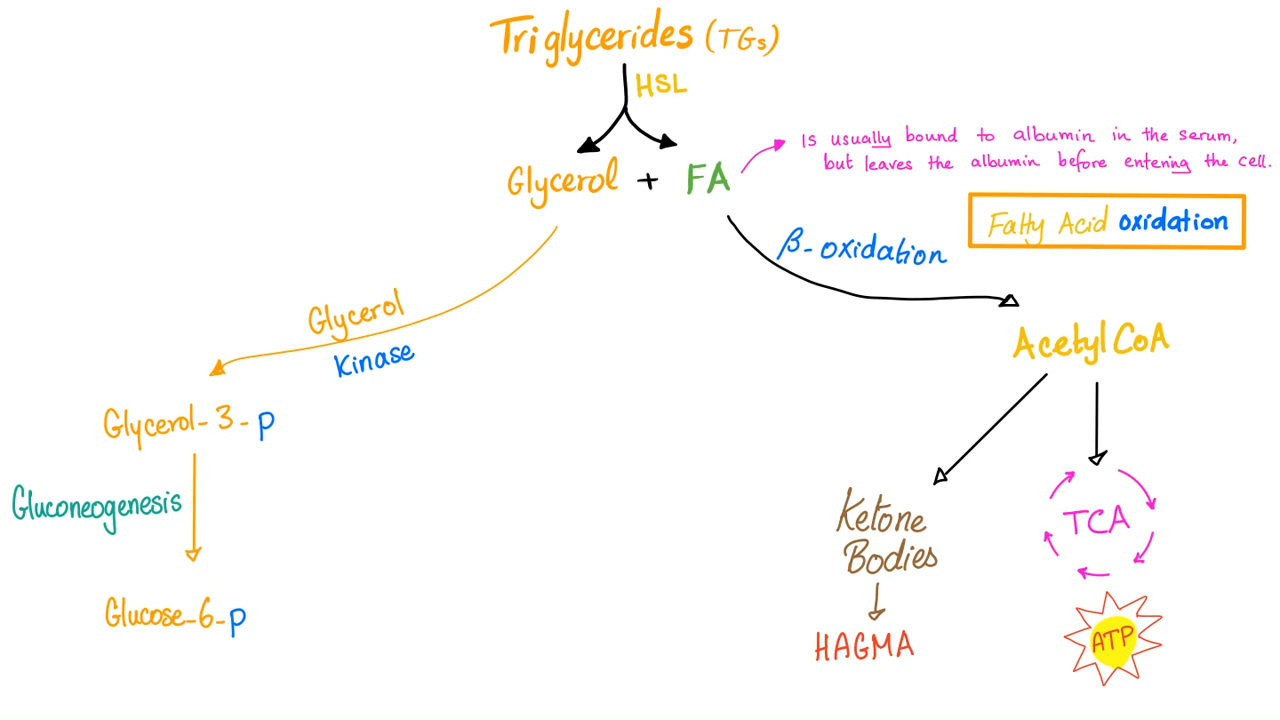 Triglycerides (TGs)
HSL
Glycerol + FA
Is usually bound to albumin in the serum,
but leaves the albumin before entering the cell.
Fatty Acid oxidation
β-oxidation
Glycerol
Kinase
Acetyl CoA
Glycerol-3-p
Gluconeogenesis
Glucose-6-p
Ketone
Bodies
HAGMA
TCA
ATP